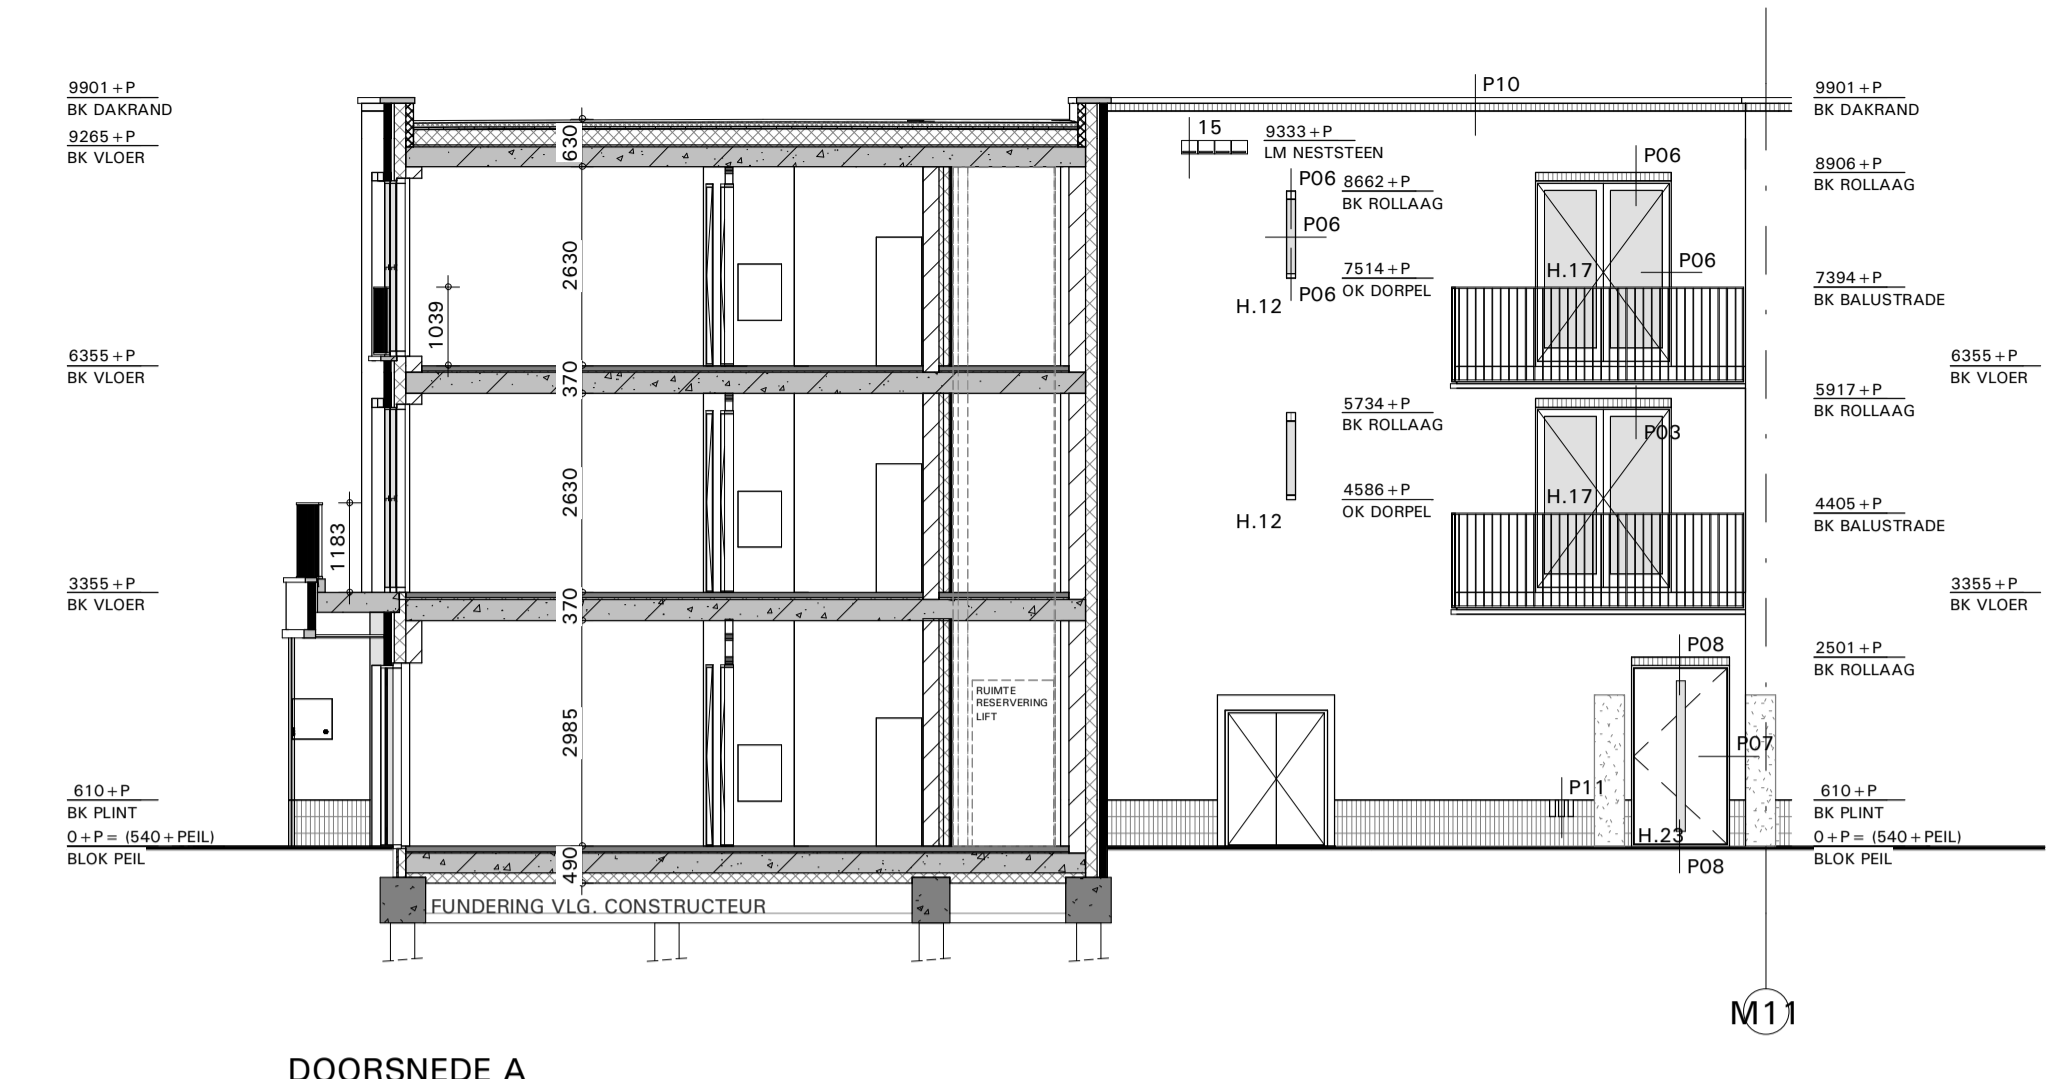 9901+P
BK DAKRAND
9265+P
BK VLOER
6355+P
BK VLOER
3355+P
BK VLOER
610+P
BK PLINT
0+P= (540+PEIL)
BLOK PEIL
630
2630
1039
370
2630
1183
370
2985
490
RUIMTE
RESERVERING
LIFT
FUNDERING VLG. CONSTRUCTEUR
P10
15
9333+P
LM NESTSTEEN
P06
8662+P
BK ROLLAAG
P06
7514+P
OK DORPEL
P06
H.12
5734+P
BK ROLLAAG
4586+P
OK DORPEL
H.12
P06
H.17
P06
P03
H.17
P08
P07
P11
H.23
P08
9901+P
BK DAKRAND
8906+P
BK ROLLAAG
7394+P
BK BALUSTRADE
6355+P
BK VLOER
5917+P
BK ROLLAAG
4405+P
BK BALUSTRADE
3355+P
BK VLOER
2501+P
BK ROLLAAG
610+P
BK PLINT
0+P= (540+PEIL)
BLOK PEIL
M11
DOORSNEDE A